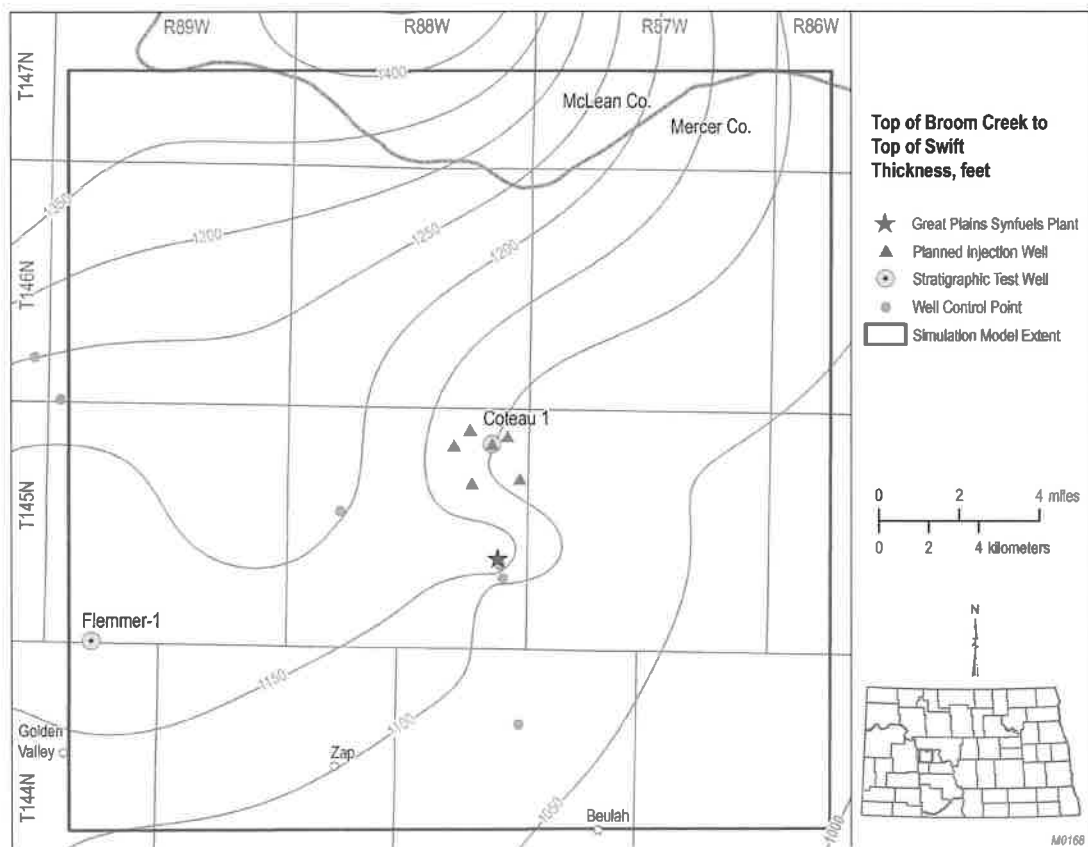 R89W
R88W
R87W
R86W
T147N
1400
McLean Co.
Mercer Co.
Top of Broom Creek to
Top of Swift
Thickness, feet
Great Plains Synfuels Plant
Planned Injection Well
Stratigraphic Test Well
Well Control Point
Simulation Model Extent
1350
1300
1250
1200
T146N
Coteau 1
T145N
0 2 4 miles
0 2 4 kilometers
Flemmer-1
N
1150
1100
Golden
Valley
Zap
T144N
1050
Beulah
1000
M0168